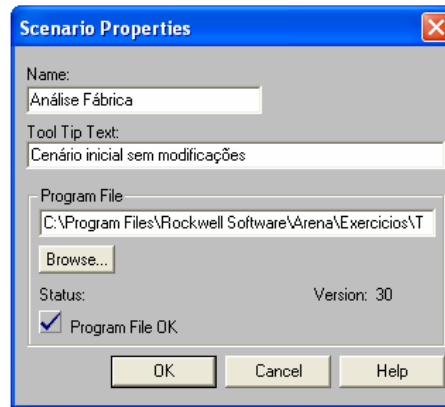 Scenario Properties
Name:
Análise Fábrica
Tool Tip Text:
Cenário inicial sem modificações
Program File
C:\Program Files\Rockwell Software\Arena\Exercicios\T
Browse...
Status:
Version: 30
Program File OK
OK
Cancel
Help